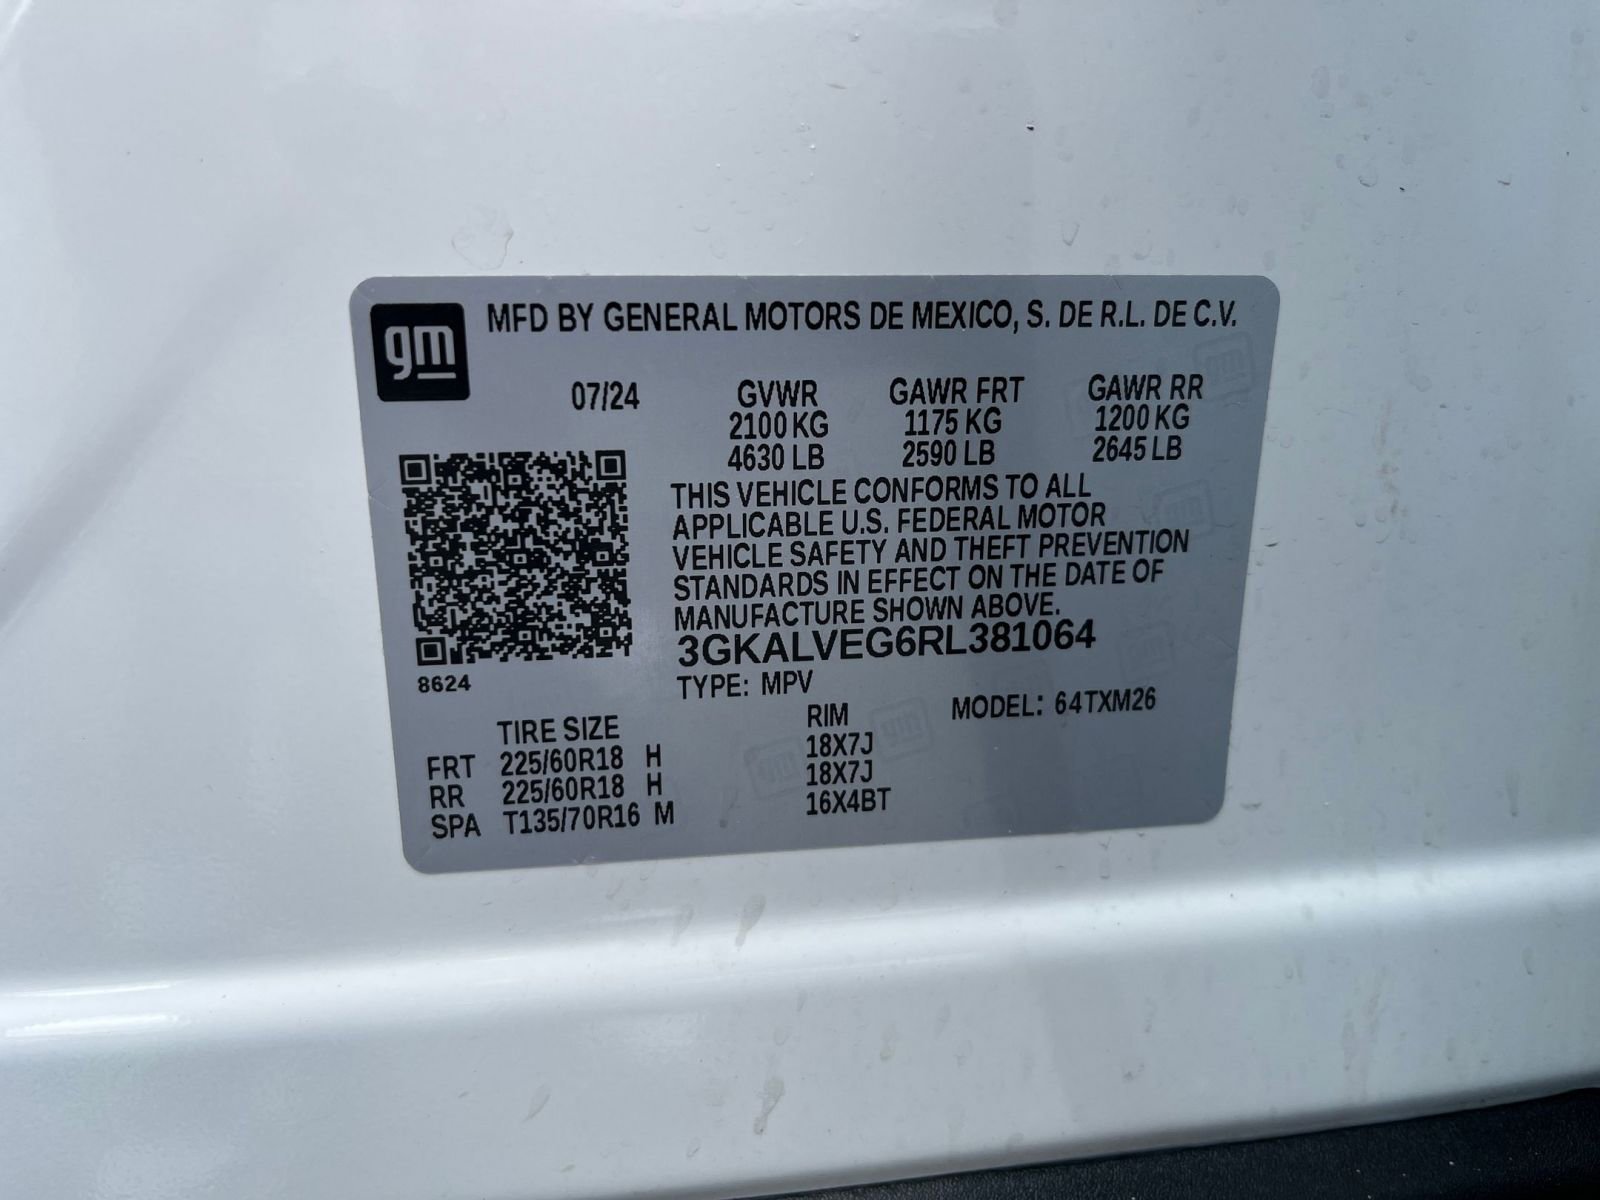 gm
MFD BY GENERAL MOTORS DE MEXICO, S. DE R.L. DE C.V.
07/24 GVWR GAWR FRT GAWR RR
2100 KG 1175 KG 1200 KG
4630 LB 2590 LB 2645 LB
THIS VEHICLE CONFORMS TO ALL
APPLICABLE U.S. FEDERAL MOTOR
VEHICLE SAFETY AND THEFT PREVENTION
STANDARDS IN EFFECT ON THE DATE OF
MANUFACTURE SHOWN ABOVE.
3GKALVEG6RL381064
8624
TYPE: MPV
MODEL: 64TXM26
TIRE SIZE RIM
FRT 225/60R18 H 18X7J
RR 225/60R18 H 18X7J
SPA T135/70R16 M 16X4BT